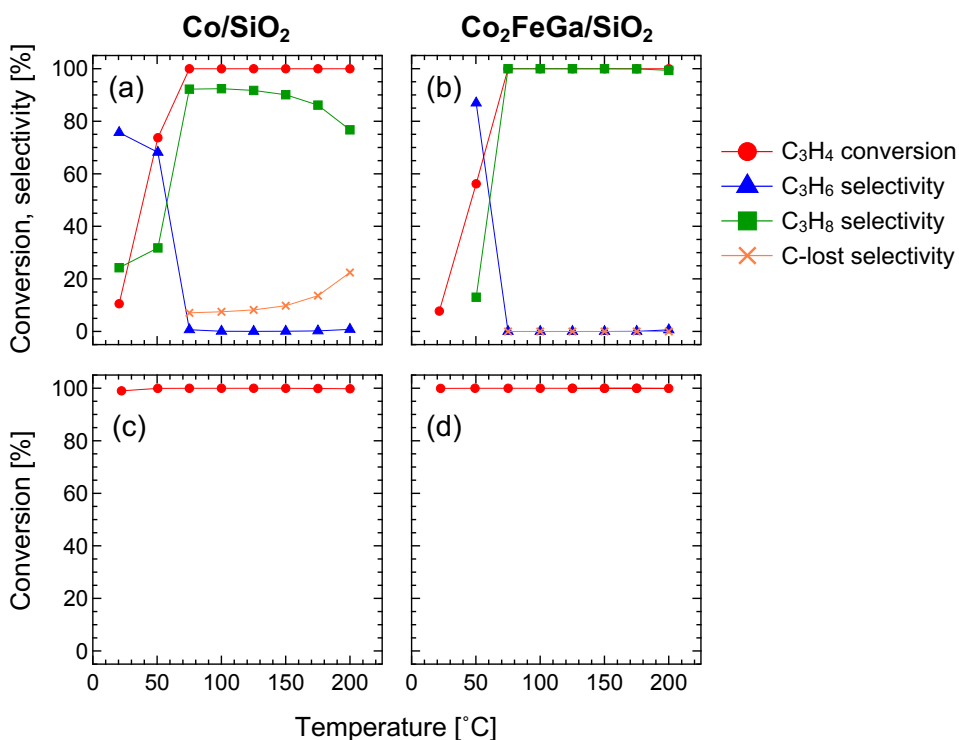 Co/SiO₂
Co₂FeGa/SiO₂
Conversion, selectivity [%]
100
80
60
40
20
0
(a)
(b)
C₃H₄ conversion
C₃H₆ selectivity
C₃H₈ selectivity
C-lost selectivity
Conversion [%]
100
80
60
40
20
0
(c)
(d)
0 50 100 150 200
0 50 100 150 200
Temperature [˚C]